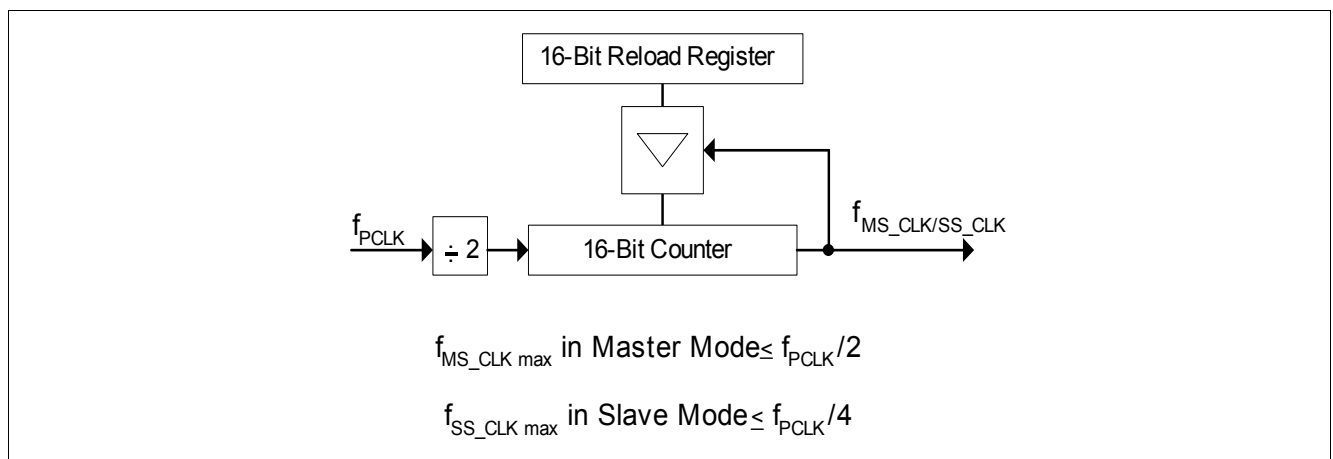 16-Bit Reload Register
f_PCLK
÷ 2
16-Bit Counter
f_MS_CLK/SS_CLK
f_MS_CLK max in Master Mode ≤ f_PCLK/2
f_SS_CLK max in Slave Mode ≤ f_PCLK/4